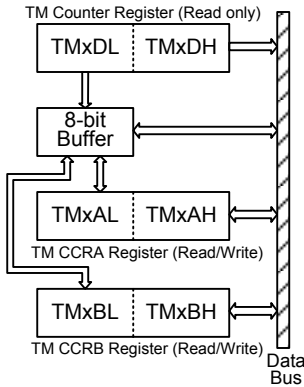 TM Counter Register (Read only)
TMxDL TMxDH
8-bit
Buffer
TMxAL TMxAH
TM CCRA Register (Read/Write)
TMxBL TMxBH
TM CCRB Register (Read/Write)
Data
Bus